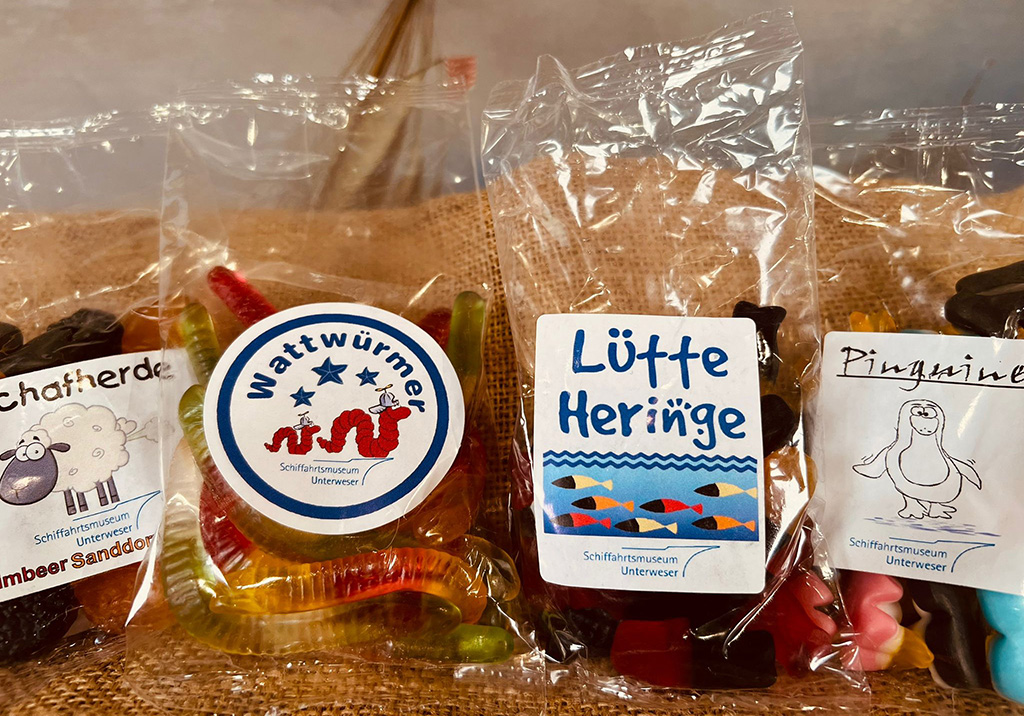 chafherde
Schiffahrtsmuseum
Unterweser
mbeer Sanddor
Wattwürmer
Schiffahrtsmuseum
Unterweser
Lütte
Heringe
Schiffahrtsmuseum
Unterweser
Pinguine
Schiffahrtsmuseum
Unterweser